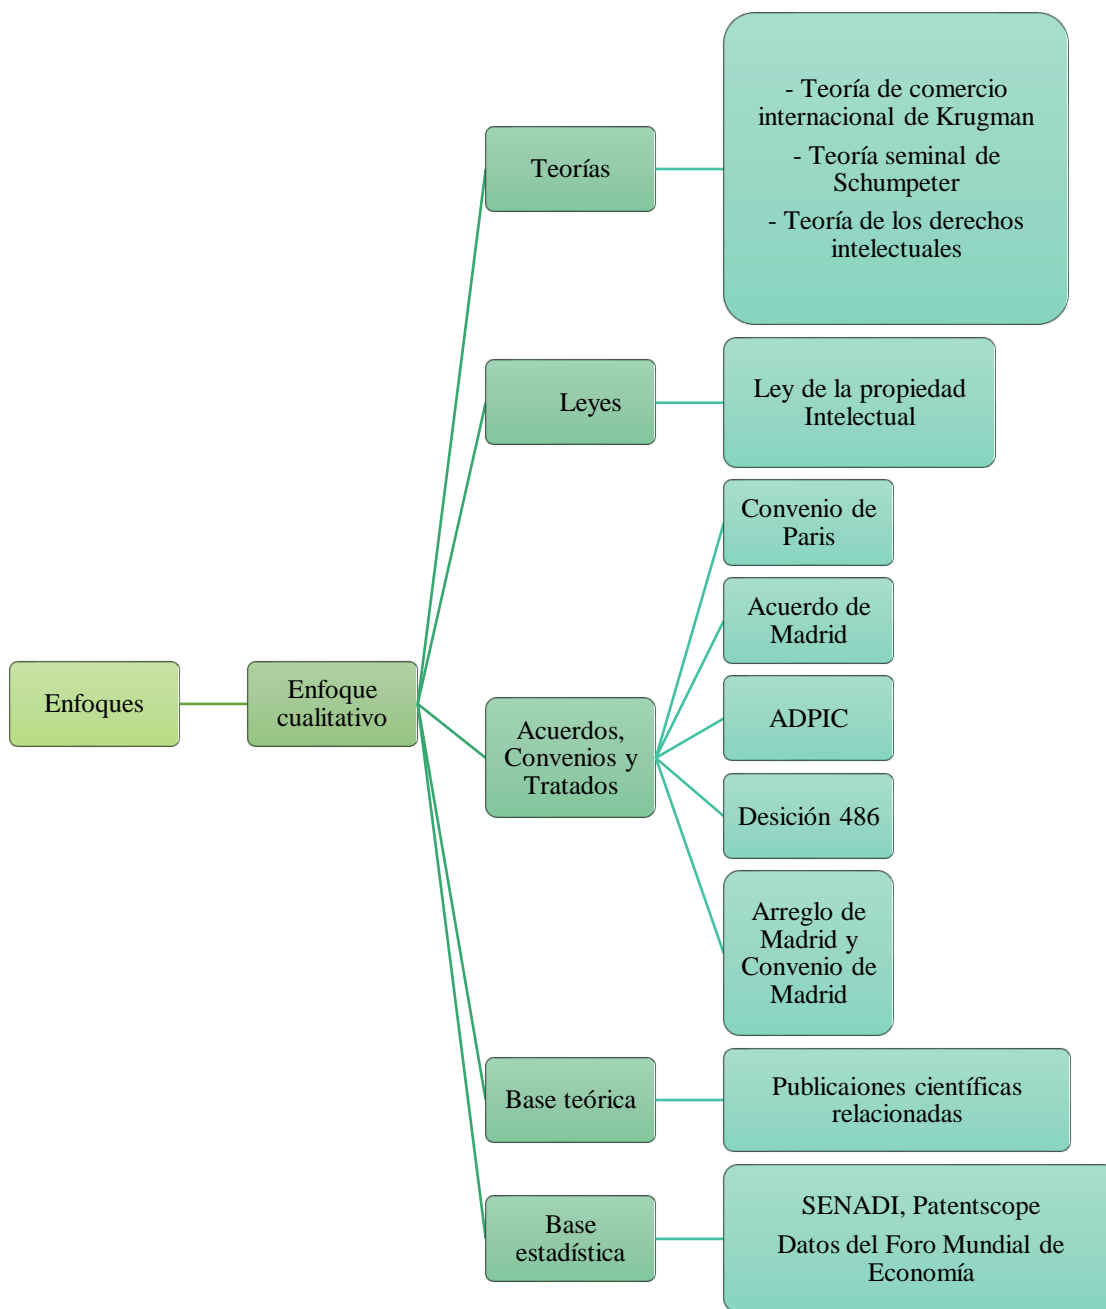 Enfoques
Enfoque
cualitativo
Teorías
- Teoría de comercio
internacional de Krugman
- Teoría seminal de
Schumpeter
- Teoría de los derechos
intelectuales
Leyes
Ley de la propiedad
Intelectual
Acuerdos,
Convenios y
Tratados
Convenio de
Paris
Acuerdo de
Madrid
ADPIC
Desición 486
Arreglo de
Madrid y
Convenio de
Madrid
Base teórica
Publicaiones científicas
relacionadas
Base
estadística
SENADI, Patentscope
Datos del Foro Mundial de
Economía